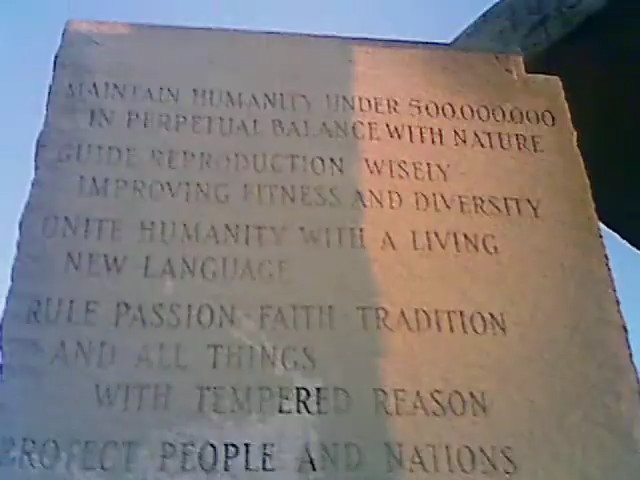 MAINTAIN HUMANITY UNDER 500,000,000
IN PERPETUAL BALANCE WITH NATURE
GUIDE REPRODUCTION WISELY
IMPROVING FITNESS AND DIVERSITY
UNITE HUMANITY WITH A LIVING
NEW LANGUAGE
RULE PASSION · FAITH · TRADITION
AND ALL THINGS
WITH TEMPERED REASON
PROTECT PEOPLE AND NATIONS